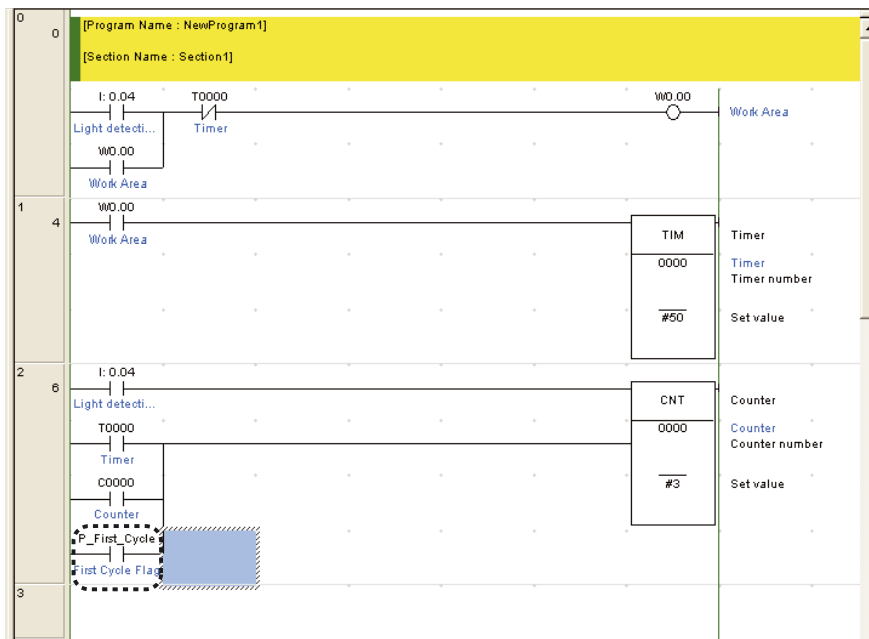 0
0
[Program Name : NewProgram1]
[Section Name : Section1]
I: 0.04 T0000 W0.00
Light detecti... Timer Work Area
W0.00
Work Area
1
4
W0.00
Work Area
TIM Timer
0000 Timer
Timer number
#50 Set value
2
6
I: 0.04
Light detecti...
CNT Counter
T0000
Timer
0000 Counter
Counter number
C0000
Counter
#3 Set value
P_First_Cycle
First Cycle Flag
3